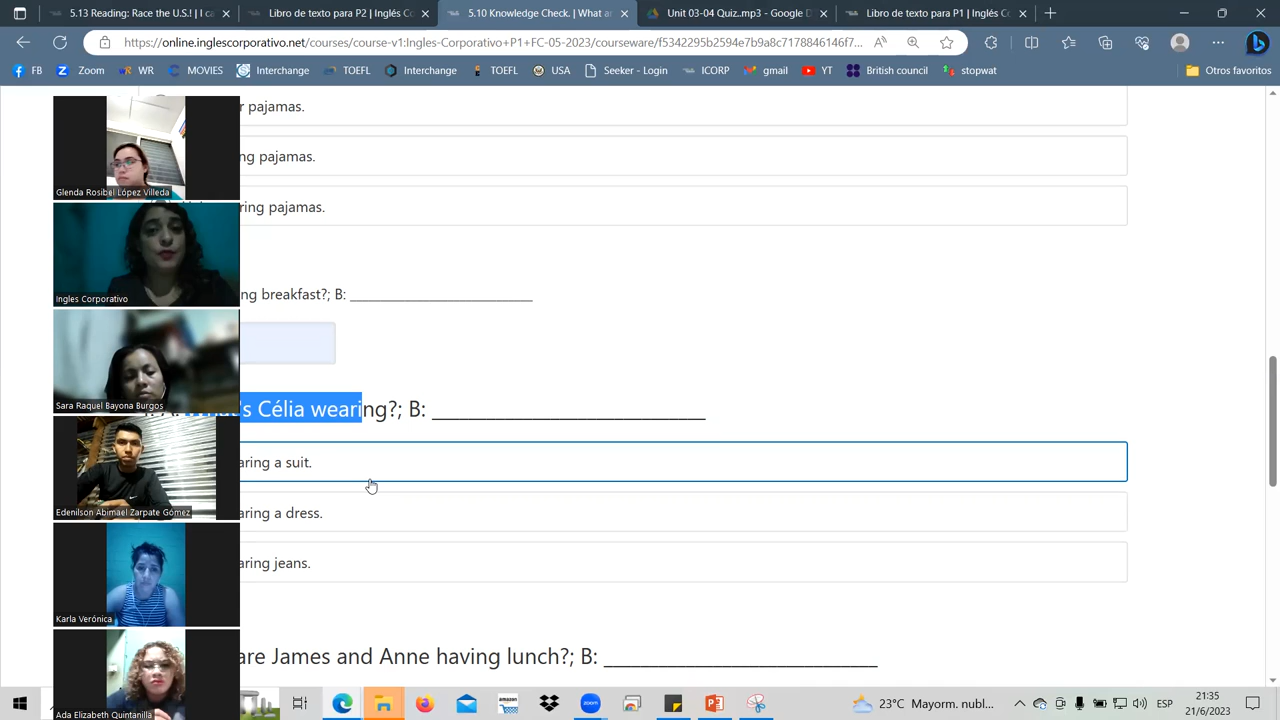 5.13 Reading: Race the U.S.! | I ca
Libro de texto para P2 | Inglés Co
5.10 Knowledge Check. | What ar
Unit 03-04 Quiz..mp3 - Google D
Libro de texto para P1 | Inglés Co
https://online.inglescorporativo.net/courses/course-v1:Ingles-Corporativo+P1+FC-05-2023/courseware/f5342295b2594e7b9a8c7178846146f7...
FB
Zoom
WR
MOVIES
Interchange
TOEFL
Interchange
TOEFL
USA
Seeker - Login
ICORP
gmail
YT
British council
stopwat
Otros favoritos
r pajamas.
ng pajamas.
Glenda Rosibel López Villeda
ring pajamas.
Ingles Corporativo
ng breakfast?; B: ______________________
Sara Raquel Bayona Burgos
's Célia wearing?; B: ______________________
aring a suit.
Edenilson Abimael Zarpate Gómez
aring a dress.
aring jeans.
Karla Verónica
are James and Anne having lunch?; B: ______________________
Ada Elizabeth Quintanilla
amazon
zoom
23°C Mayorm. nubl...
ESP
21:35
21/6/2023